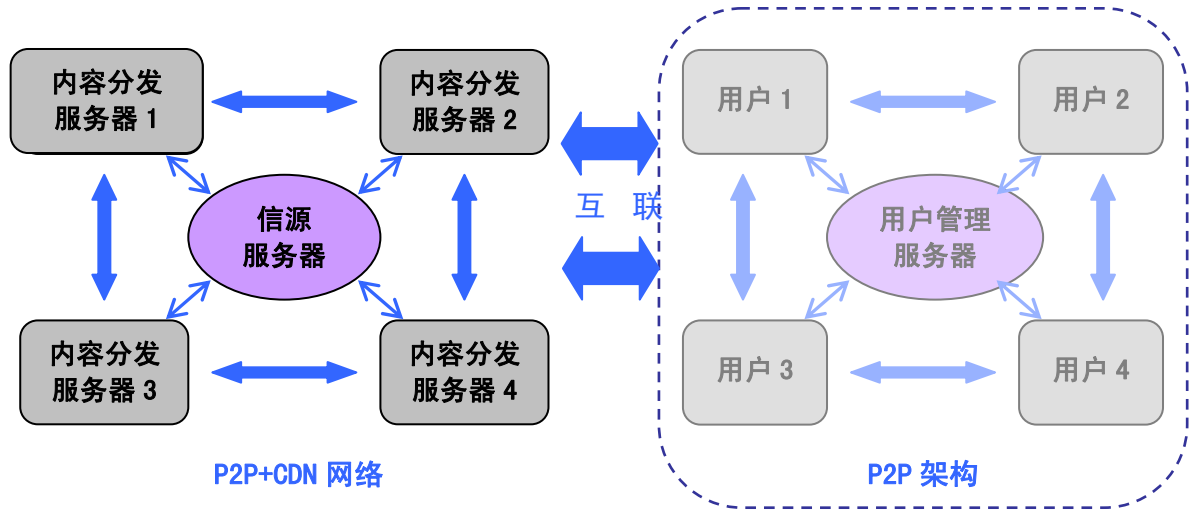 内容分发
服务器 1
内容分发
服务器 2
用户 1
用户 2
互 联
信源
服务器
用户管理
服务器
内容分发
服务器 3
内容分发
服务器 4
用户 3
用户 4
P2P+CDN 网络
P2P 架构